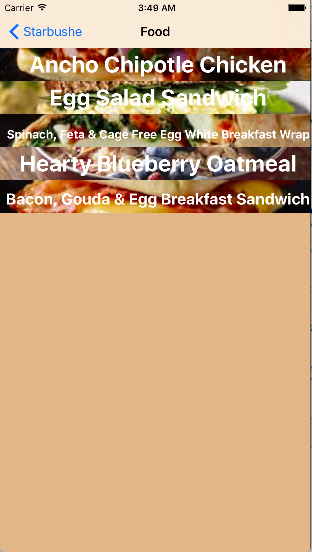 Carrier 3:49 AM
Starbushe Food
Ancho Chipotle Chicken
Egg Salad Sandwich
Spinach, Feta & Cage Free Egg White Breakfast Wrap
Hearty Blueberry Oatmeal
Bacon, Gouda & Egg Breakfast Sandwich